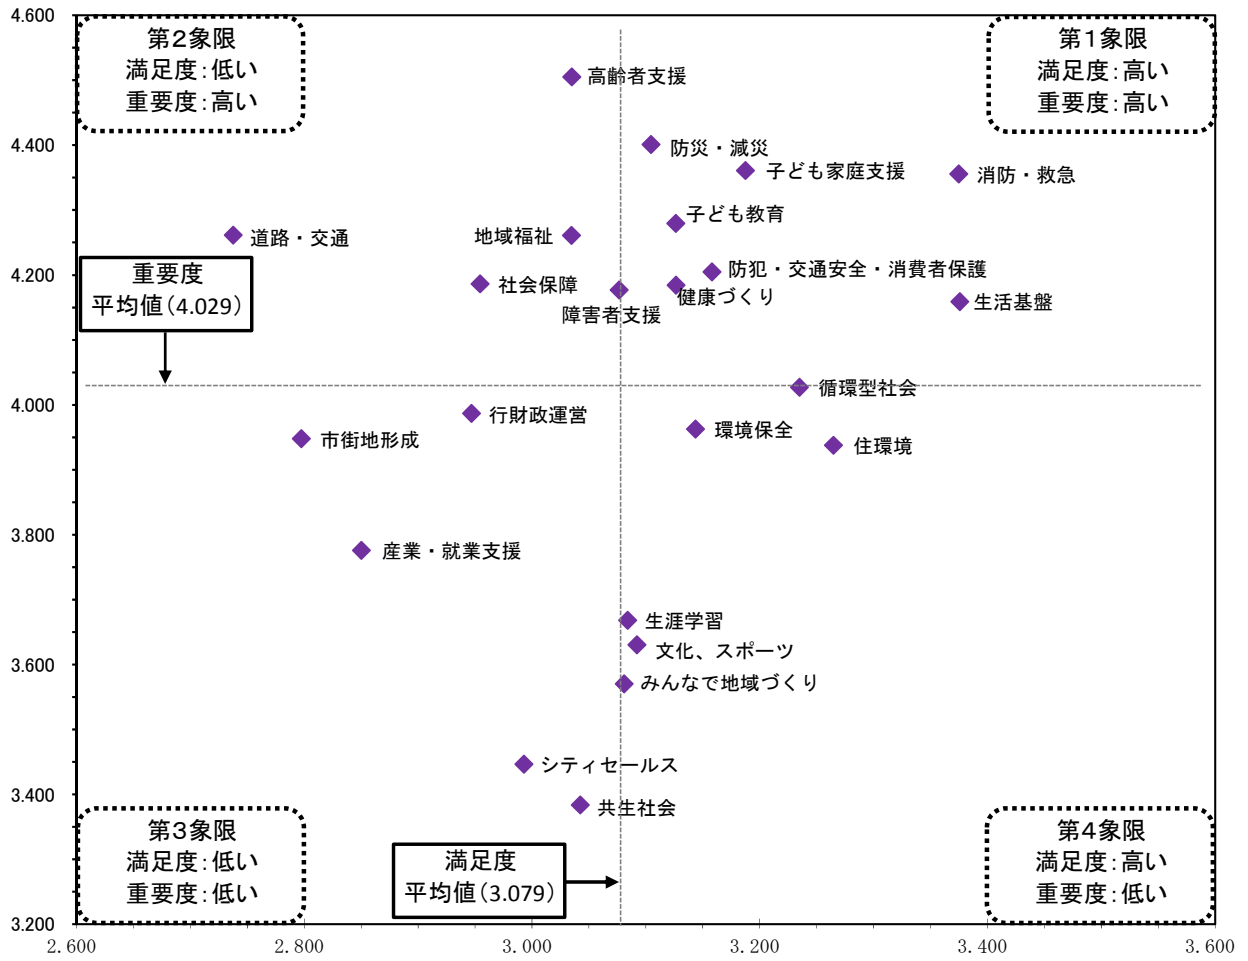 4.600
第2象限
満足度：低い
重要度：高い
第1象限
満足度：高い
重要度：高い
高齢者支援
4.400
防災・減災
子ども家庭支援
消防・救急
子ども教育
道路・交通
地域福祉
防犯・交通安全・消費者保護
4.200
重要度
平均値（4.029）
社会保障
健康づくり
生活基盤
障害者支援
循環型社会
4.000
行財政運営
環境保全
市街地形成
住環境
3.800
産業・就業支援
生涯学習
文化、スポーツ
3.600
みんなで地域づくり
シティセールス
3.400
共生社会
第3象限
満足度：低い
重要度：低い
満足度
平均値（3.079）
第4象限
満足度：高い
重要度：低い
3.200
2.600
2.800
3.000
3.200
3.400
3.600